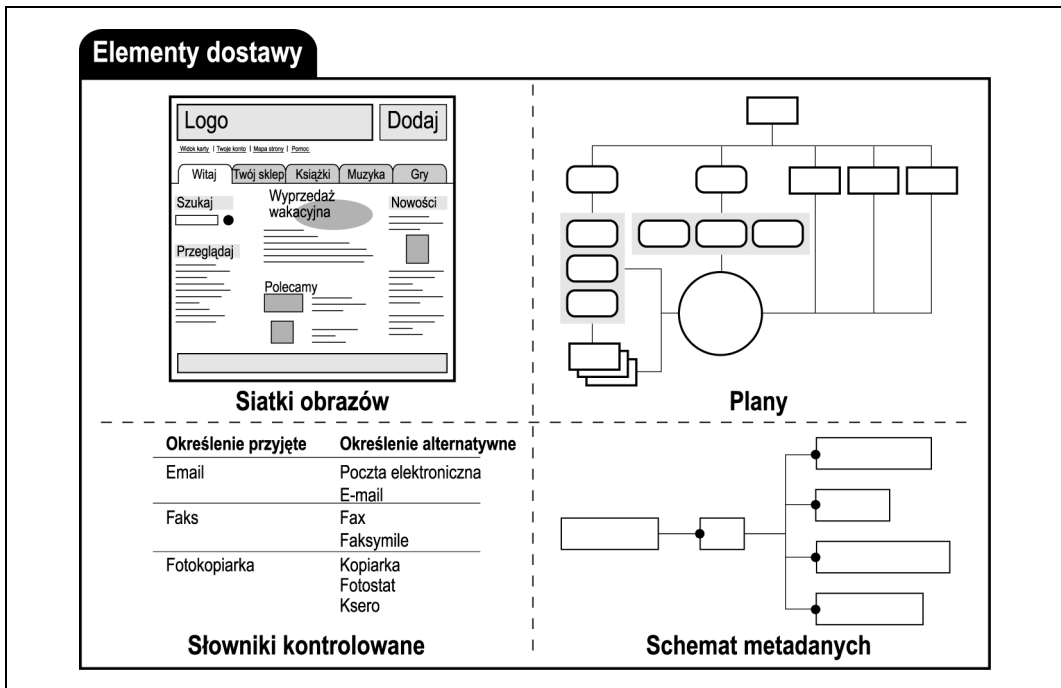 Elementy dostawy
Logo
Dodaj
Widok karty | Twoje konto | Mapa strony | Pomoc
Witaj
Twój sklep
Książki
Muzyka
Gry
Szukaj
Wyprzedaż
wakacyjna
Nowości
Przeglądaj
Polecamy
Siatki obrazów
Plany
Określenie przyjęte Określenie alternatywne
Email Poczta elektroniczna
E-mail
Faks Fax
Faksymile
Fotokopiarka Kopiarka
Fotostat
Ksero
Słowniki kontrolowane
Schemat metadanych